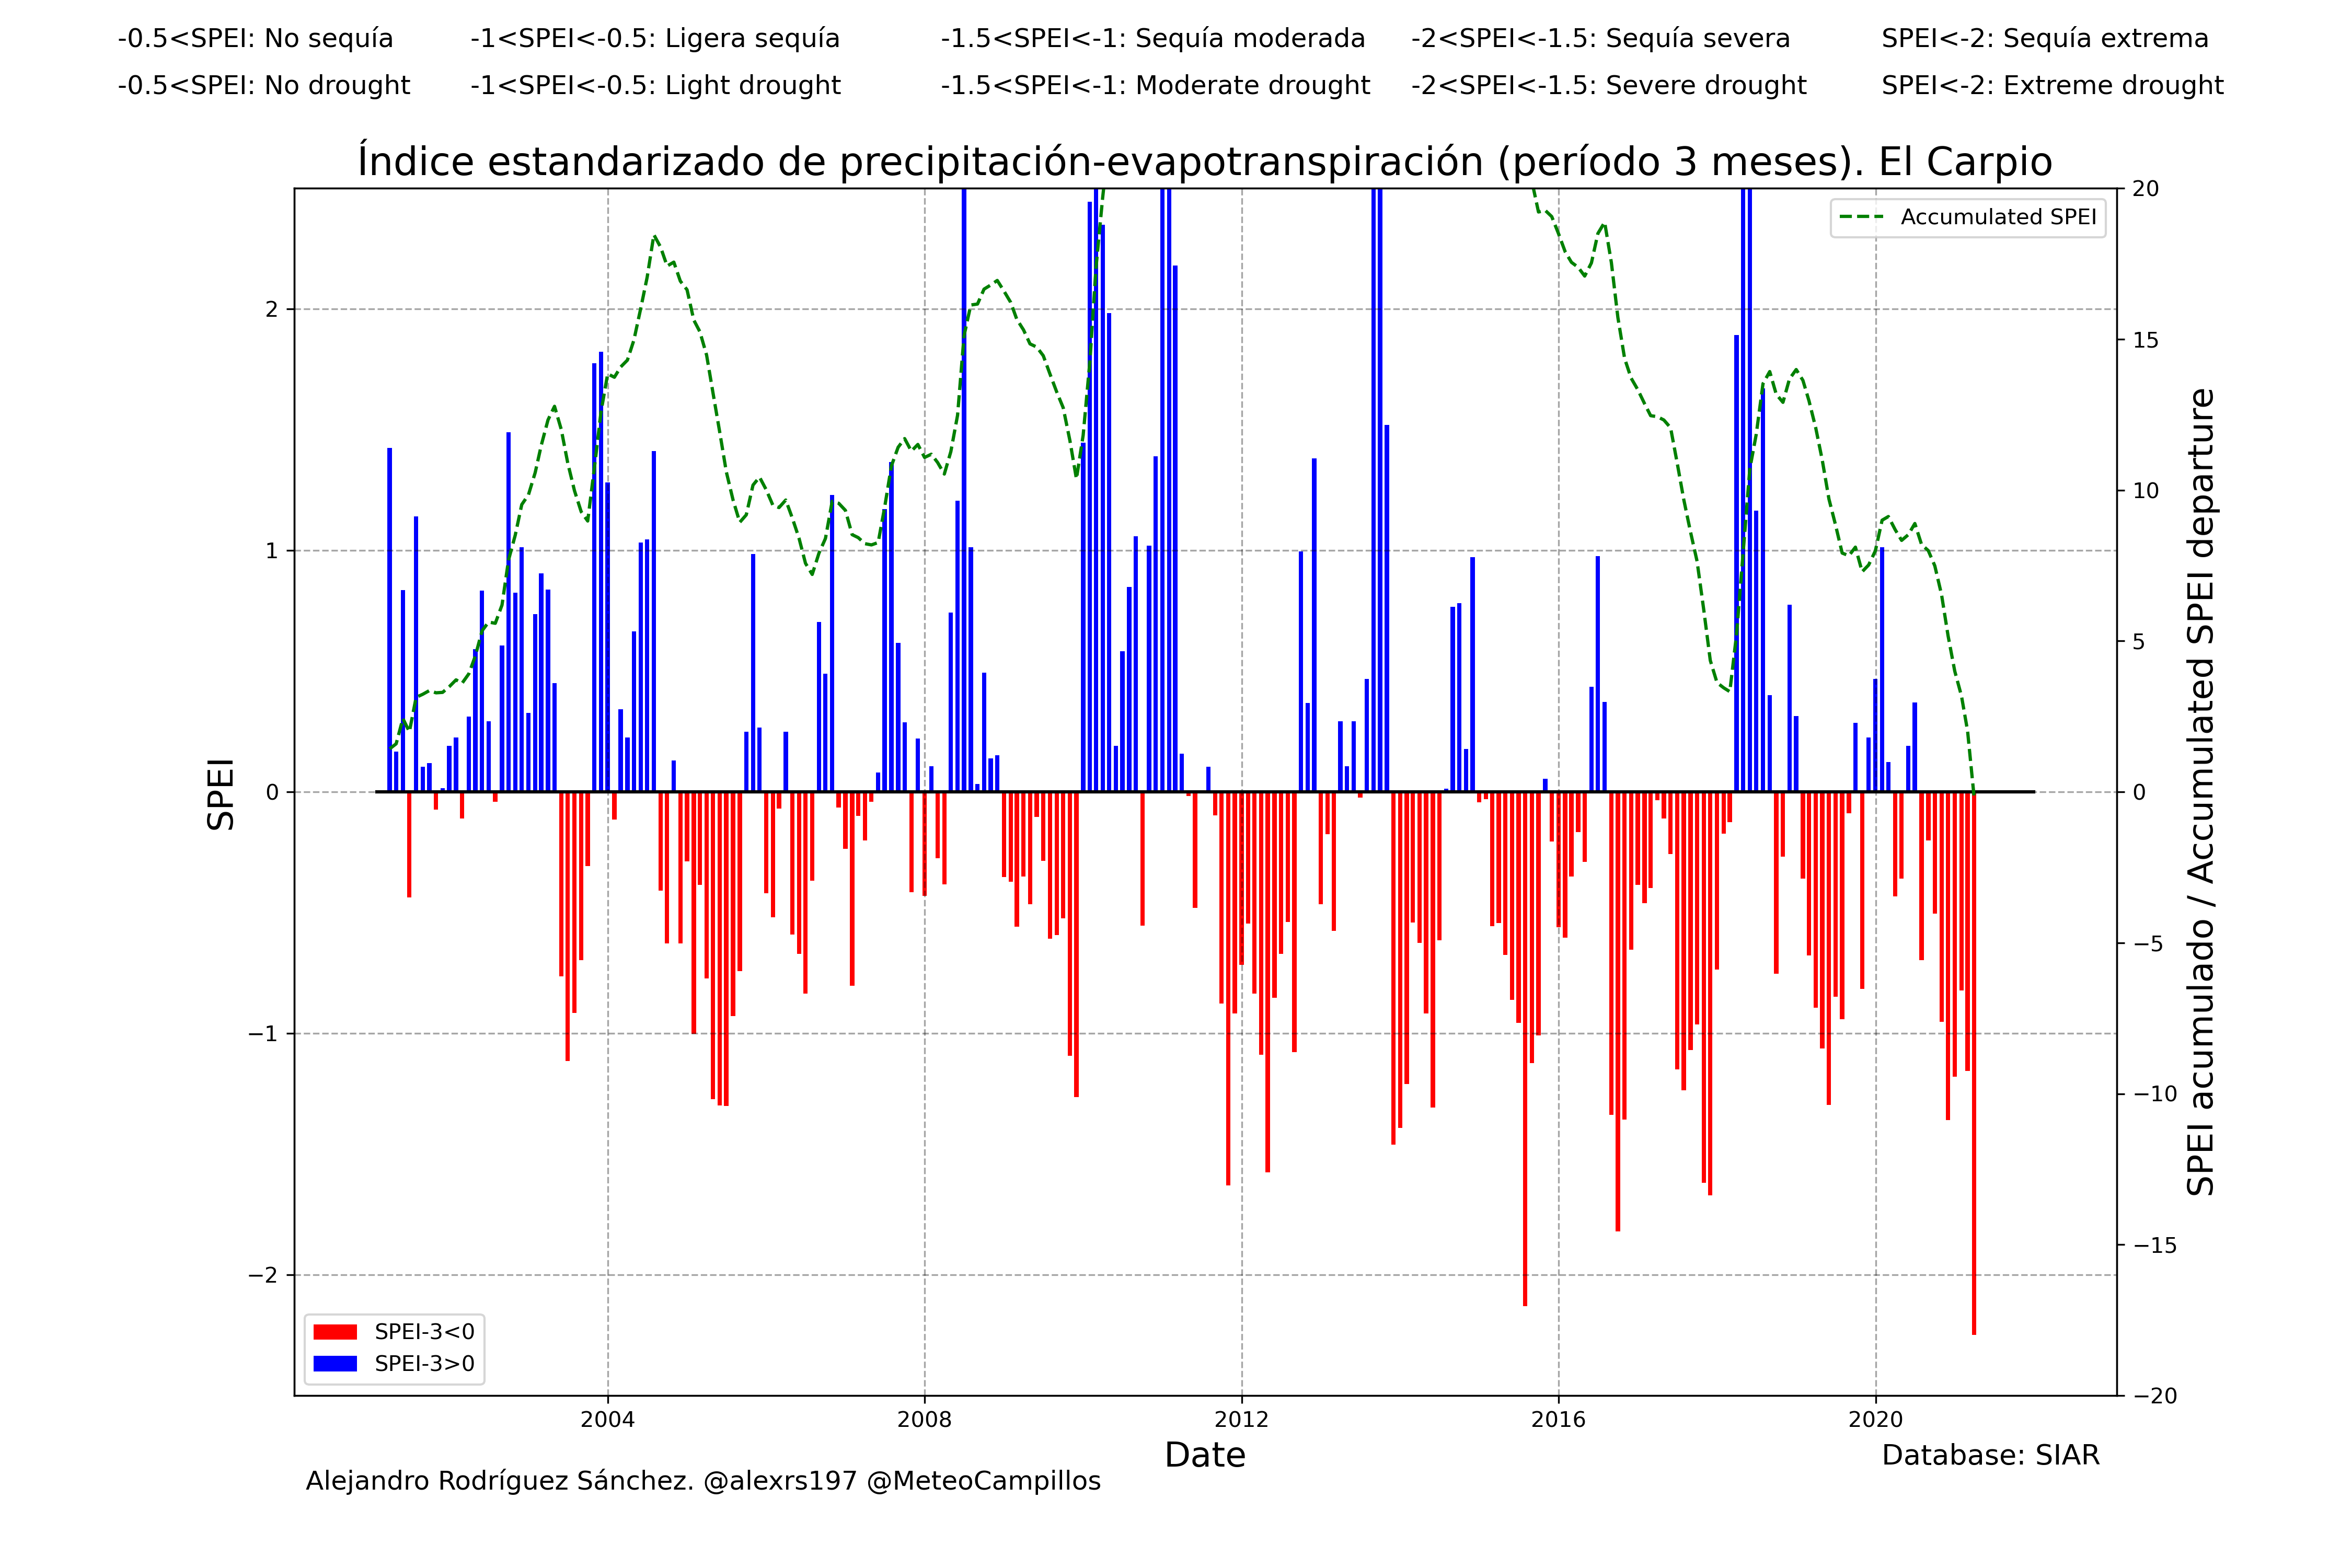 -0.5<SPEI: No sequía -1<SPEI<-0.5: Ligera sequía -1.5<SPEI<-1: Sequía moderada -2<SPEI<-1.5: Sequía severa SPEI<-2: Sequía extrema
-0.5<SPEI: No drought -1<SPEI<-0.5: Light drought -1.5<SPEI<-1: Moderate drought -2<SPEI<-1.5: Severe drought SPEI<-2: Extreme drought
Índice estandarizado de precipitación-evapotranspiración (período 3 meses). El Carpio
Accumulated SPEI
SPEI
2
1
0
−1
−2
20
15
10
5
0
−5
−10
−15
−20
SPEI acumulado / Accumulated SPEI departure
SPEI-3<0
SPEI-3>0
2004 2008 2012 2016 2020
Date
Database: SIAR
Alejandro Rodríguez Sánchez. @alexrs197 @MeteoCampillos